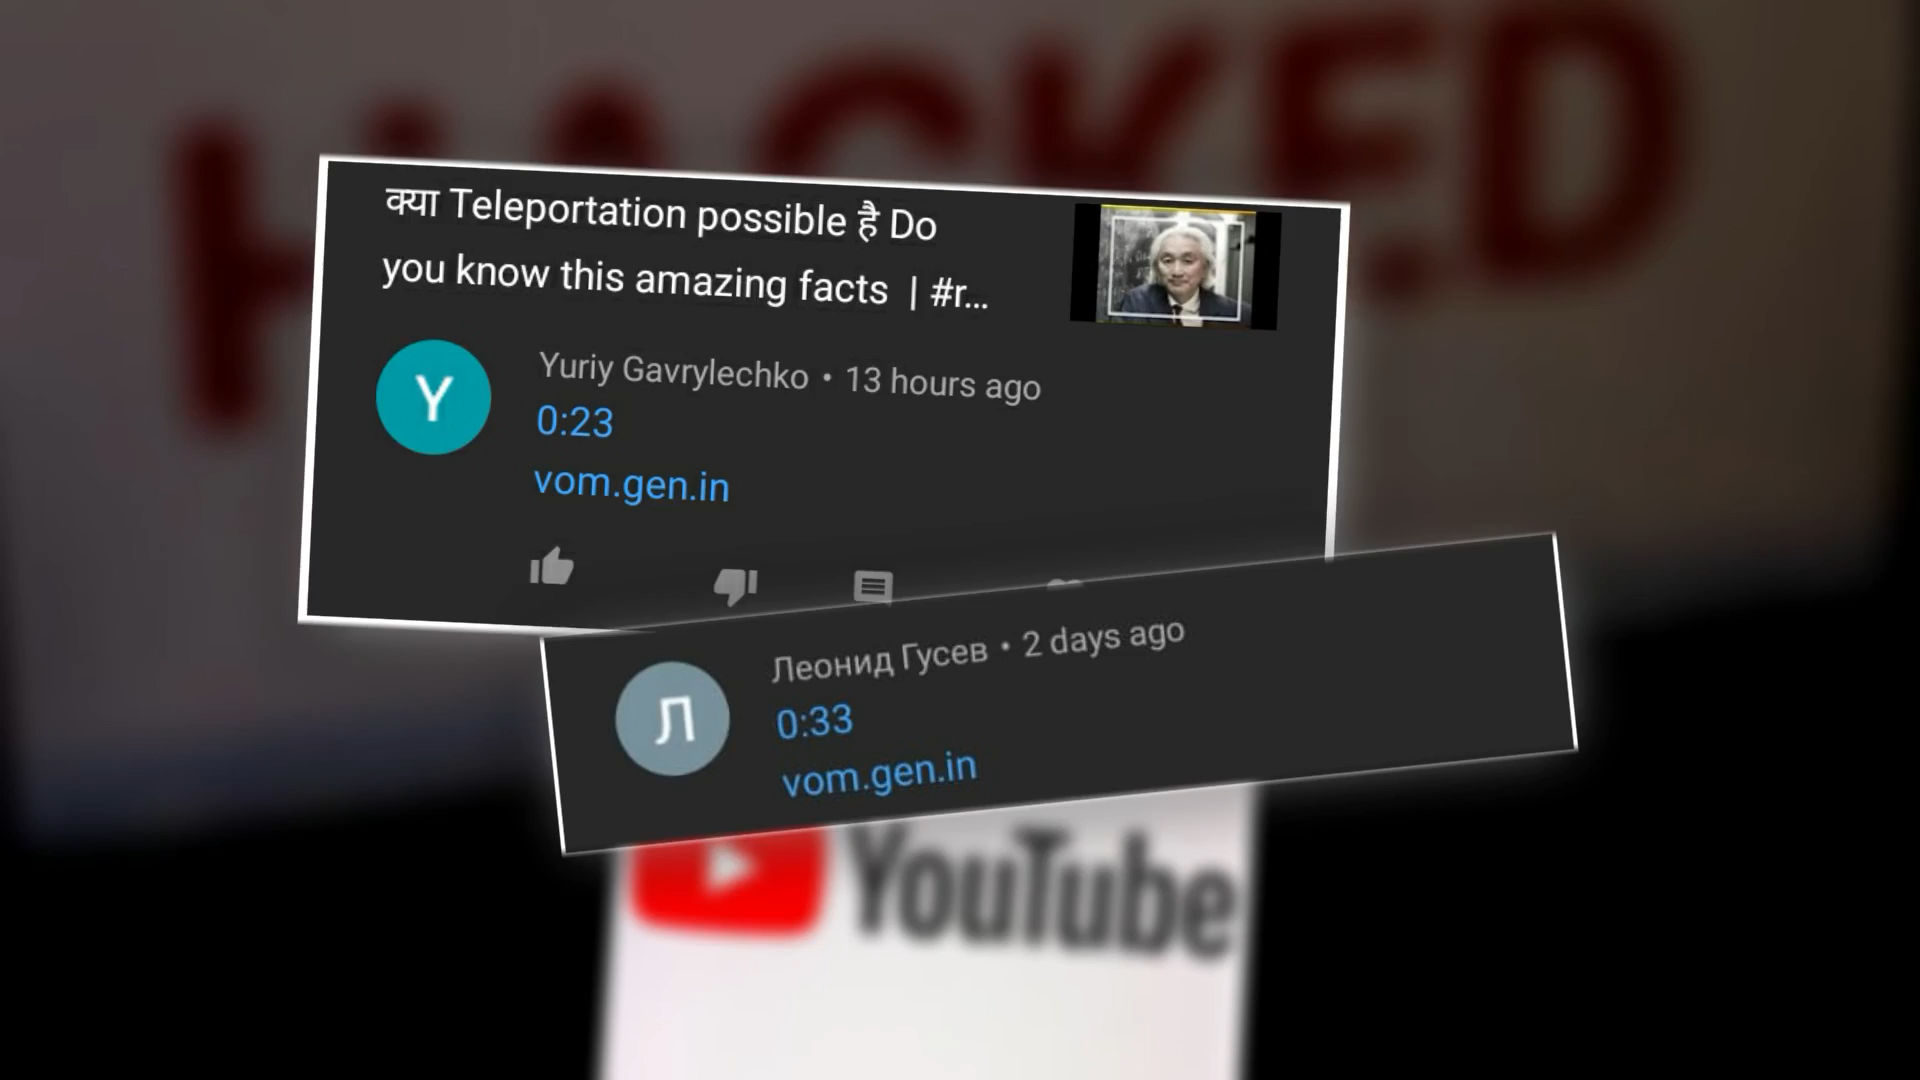 HACKED
क्या Teleportation possible है Do
you know this amazing facts | #r...
Y
Yuriy Gavrylechko • 13 hours ago
0:23
vom.gen.in
Л
Леонид Гусев • 2 days ago
0:33
vom.gen.in
YouTube